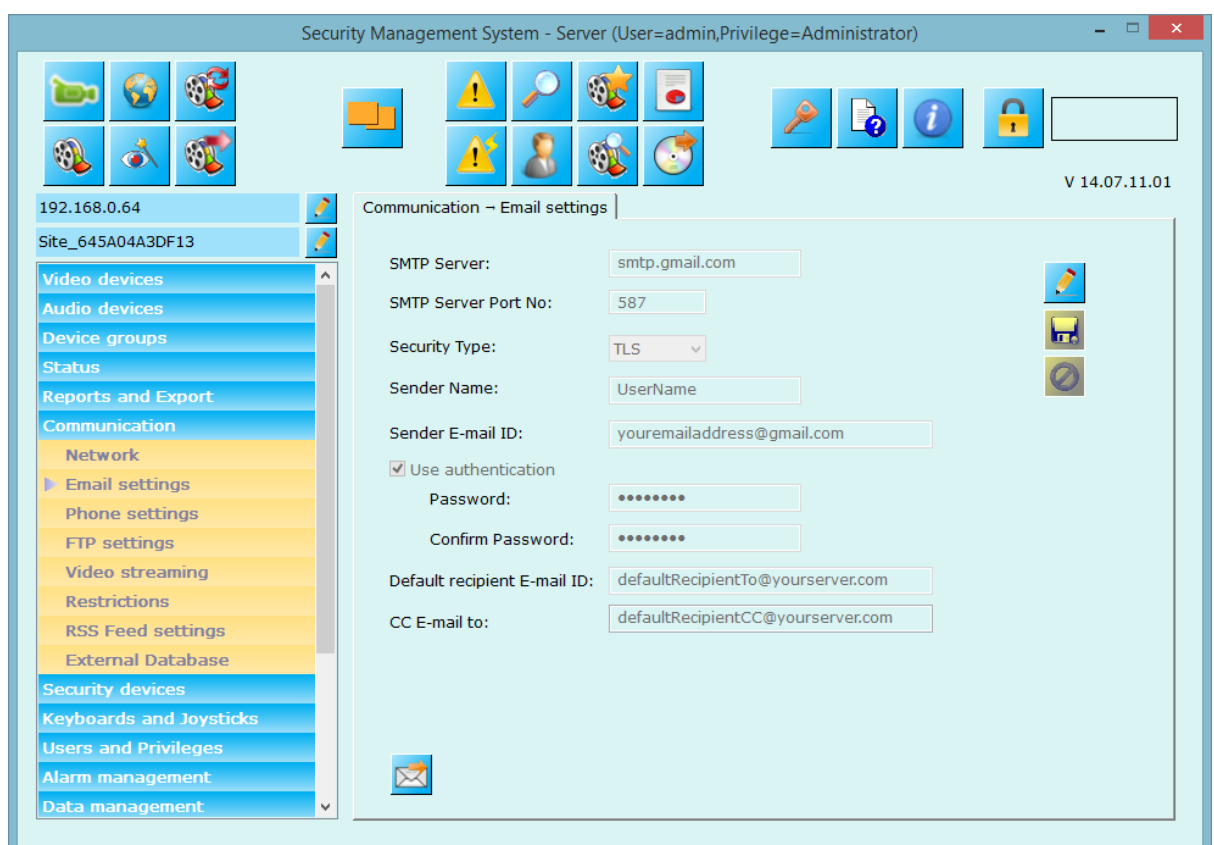 Security Management System - Server (User=admin,Privilege=Administrator)
V 14.07.11.01
192.168.0.64
Site_645A04A3DF13
Video devices
Audio devices
Device groups
Status
Reports and Export
Communication
Network
Email settings
Phone settings
FTP settings
Video streaming
Restrictions
RSS Feed settings
External Database
Security devices
Keyboards and Joysticks
Users and Privileges
Alarm management
Data management
Communication → Email settings
SMTP Server: smtp.gmail.com
SMTP Server Port No: 587
Security Type: TLS
Sender Name: UserName
Sender E-mail ID: youremailaddress@gmail.com
Use authentication
Password: ••••••••
Confirm Password: ••••••••
Default recipient E-mail ID: defaultRecipientTo@yourserver.com
CC E-mail to: defaultRecipientCC@yourserver.com